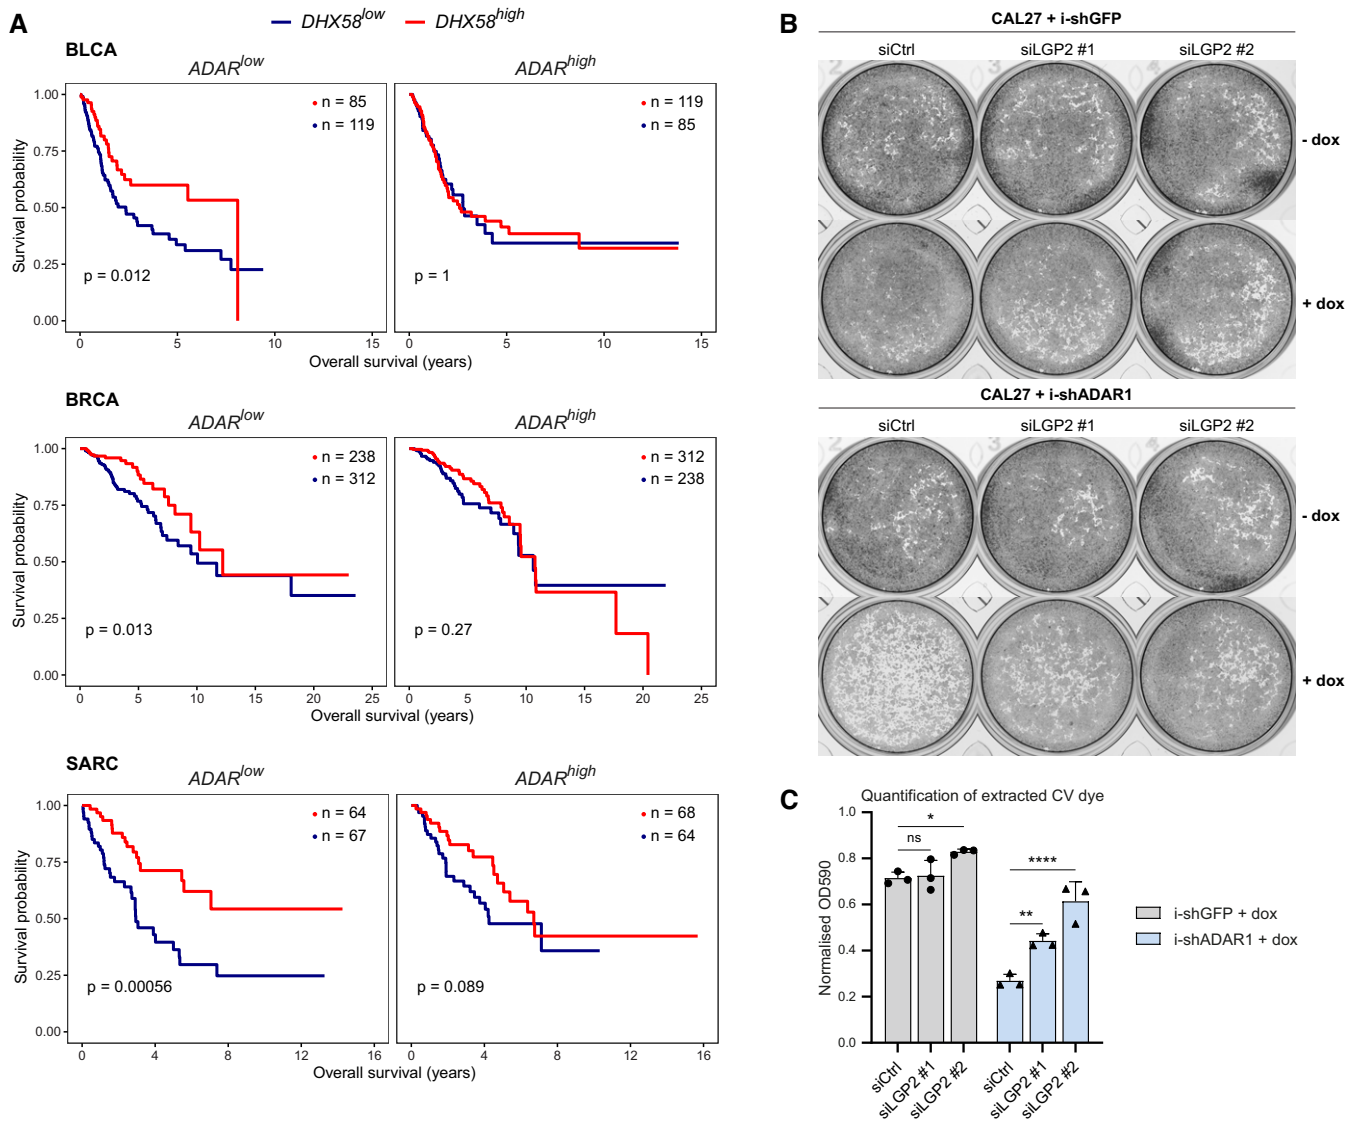 A
DHX58low DHX58high
BLCA
ADARlow ADARhigh
Survival probability
1.00
0.75
0.50
0.25
0.00
n = 85
n = 119
p = 0.012
n = 119
n = 85
p = 1
0 5 10 15 0 5 10 15
Overall survival (years)
BRCA
ADARlow ADARhigh
Survival probability
1.00
0.75
0.50
0.25
0.00
n = 238
n = 312
p = 0.013
n = 312
n = 238
p = 0.27
0 5 10 15 20 25 0 5 10 15 20 25
Overall survival (years)
SARC
ADARlow ADARhigh
Survival probability
1.00
0.75
0.50
0.25
0.00
n = 64
n = 67
p = 0.00056
n = 68
n = 64
p = 0.089
0 4 8 12 16 0 4 8 12 16
Overall survival (years)
B
CAL27 + i-shGFP
siCtrl siLGP2 #1 siLGP2 #2
2 3 4
- dox
+ dox
CAL27 + i-shADAR1
siCtrl siLGP2 #1 siLGP2 #2
2 3 4
- dox
+ dox
C
Quantification of extracted CV dye
Normalised OD590
1.0
0.8
0.6
0.4
0.2
0.0
ns
*
**
****
siCtrl
siLGP2 #1
siLGP2 #2
siCtrl
siLGP2 #1
siLGP2 #2
i-shGFP + dox
i-shADAR1 + dox